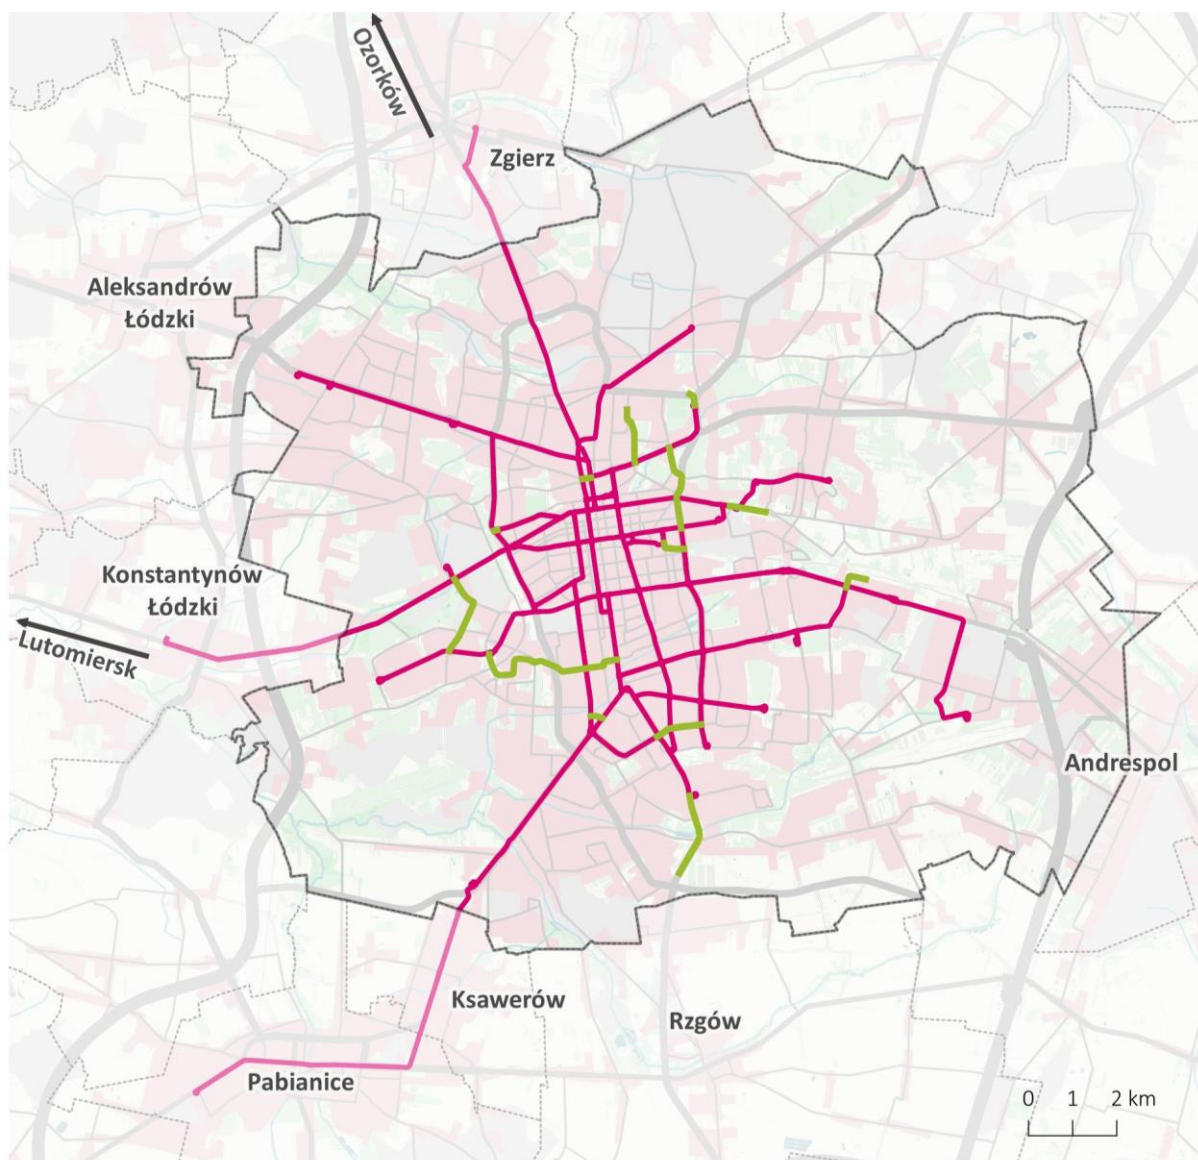 Ozorków
Zgierz
Aleksandrów
Łódzki
Konstantynów
Łódzki
Lutomiersk
Andrespol
Ksawerów
Rzgów
Pabianice
0 1 2 km